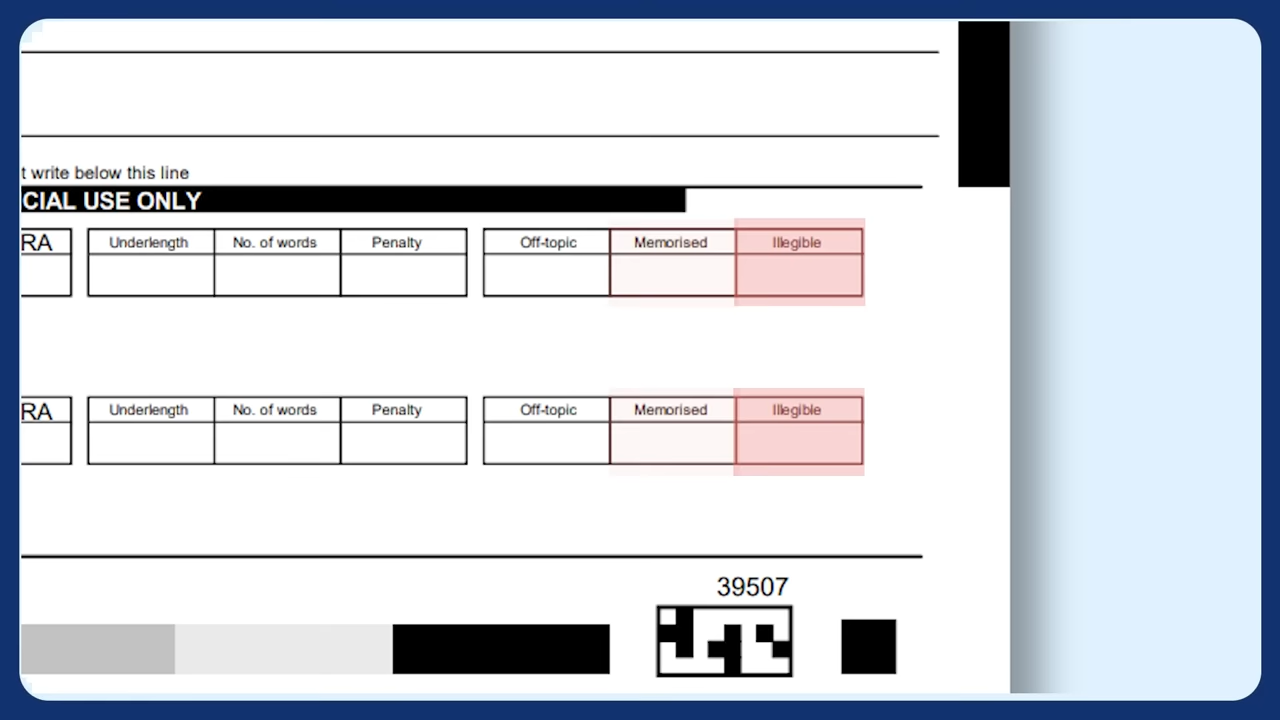 t write below this line
CIAL USE ONLY
RA Underlength No. of words Penalty Off-topic Memorised Illegible
RA Underlength No. of words Penalty Off-topic Memorised Illegible
39507